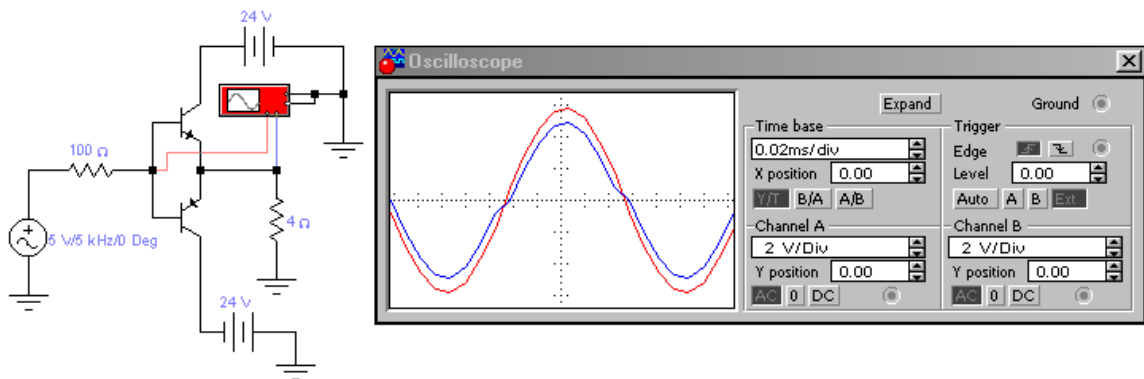 24 V
100 Ω
5 V/5 kHz/0 Deg
4 Ω
24 V
Oscilloscope
Expand Ground
Time base
0.02ms/div
X position 0.00
Y/T B/A A/B
Trigger
Edge
Level 0.00
Auto A B Ext
Channel A
2 V/Div
Y position 0.00
AC 0 DC
Channel B
2 V/Div
Y position 0.00
AC 0 DC